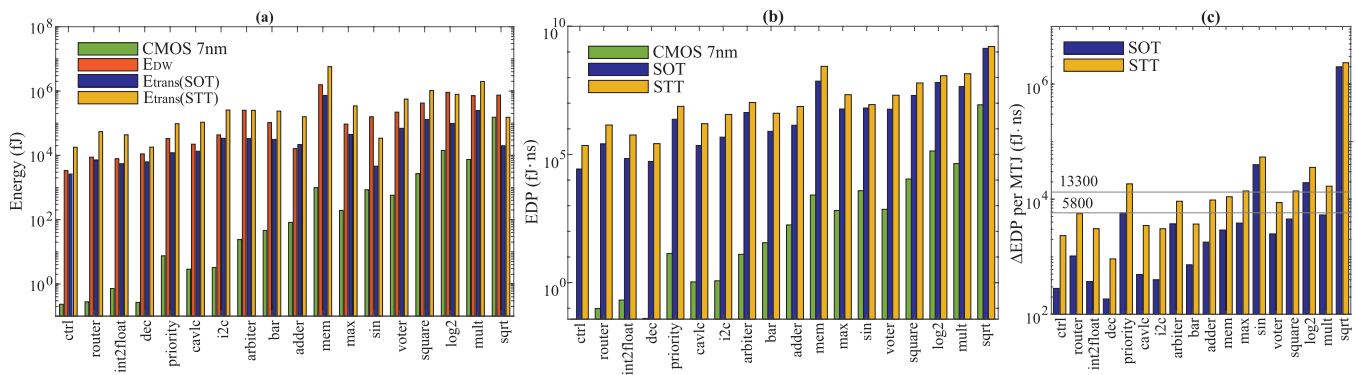 (a)
Energy (fJ)
10^8
10^6
10^4
10^2
10^0
CMOS 7nm
EDW
Etrans(SOT)
Etrans(STT)
ctrl
router
int2float
dec
priority
cavlc
i2c
arbiter
bar
adder
mem
max
sin
voter
square
log2
mult
sqrt
(b)
EDP (fJ· ns)
10^10
10^5
10^0
CMOS 7nm
SOT
STT
ctrl
router
int2float
dec
priority
cavlc
i2c
arbiter
bar
adder
mem
max
sin
voter
square
log2
mult
sqrt
(c)
ΔEDP per MTJ (fJ· ns)
10^6
10^4
10^2
SOT
STT
13300
5800
ctrl
router
int2float
dec
priority
cavlc
i2c
arbiter
bar
adder
mem
max
sin
voter
square
log2
mult
sqrt